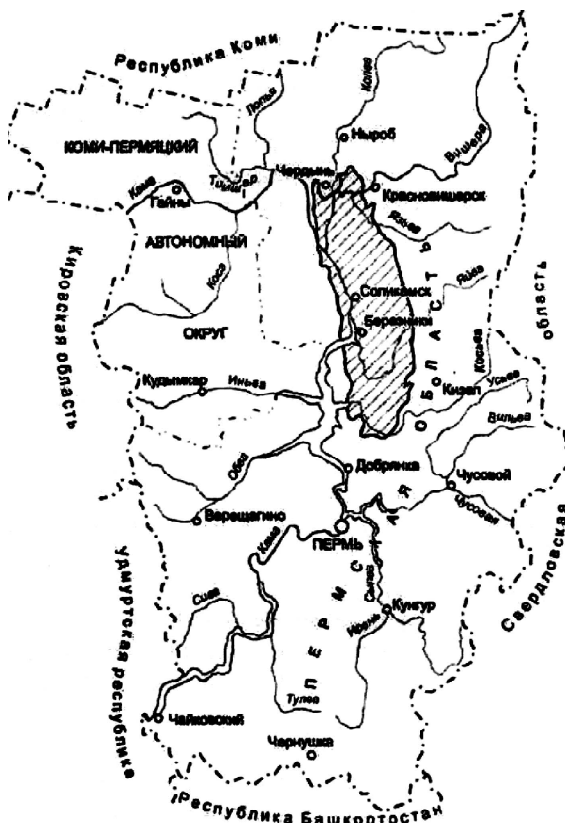 Республика Коми
Колва
Лопья
Ныроб
Вишера
КОМИ-ПЕРМЯЦКИЙ
Чердынь
Красновишерск
Кама
Гайны
АВТОНОМНЫЙ
Коса
Яйва
Кировская область
Соликамск
Березники
ОКРУГ
область
Косьва
Кудымкар
Иньва
Кизел
Усьва
Вильва
Обва
Добрянка
Чусовой
Чусовая
Верещагино
Кама
ПЕРМЬ
Сылва
Кунгур
Ирень
Сива
Свердловская
удмуртская республика
Тулва
Чайковский
Чернушка
ПЕРМСКАЯ ОБЛАСТЬ
Республика Башкортостан